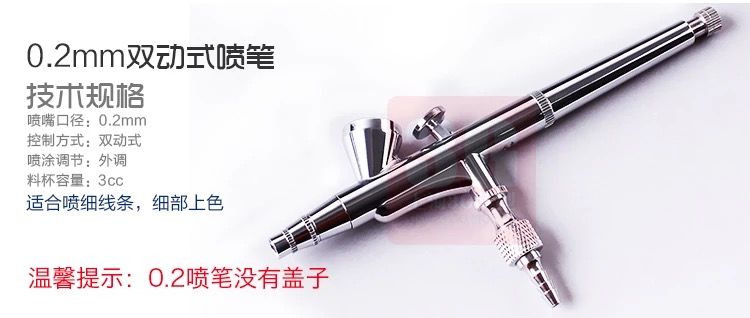 0.2mm双动式喷笔
技术规格
喷嘴口径：0.2mm
控制方式：双动式
喷涂调节：外调
料杯容量：3cc
适合喷细线条，细部上色
温馨提示：0.2喷笔没有盖子